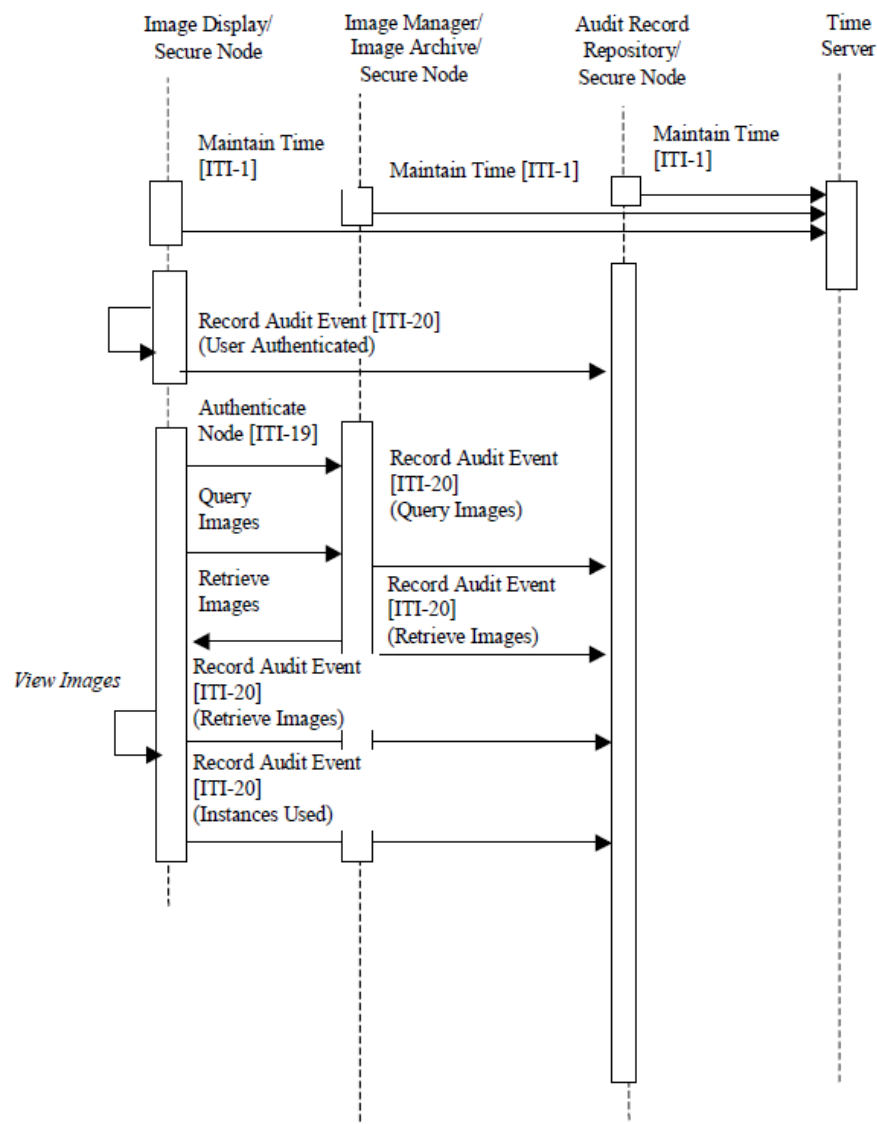 Image Display/
Secure Node
Image Manager/
Image Archive/
Secure Node
Audit Record
Repository/
Secure Node
Time
Server
Maintain Time
[ITI-1]
Maintain Time [ITI-1]
Maintain Time
[ITI-1]
Record Audit Event [ITI-20]
(User Authenticated)
Authenticate
Node [ITI-19]
Record Audit Event
[ITI-20]
(Query Images)
Query
Images
Retrieve
Images
Record Audit Event
[ITI-20]
(Retrieve Images)
View Images
Record Audit Event
[ITI-20]
(Retrieve Images)
Record Audit Event
[ITI-20]
(Instances Used)